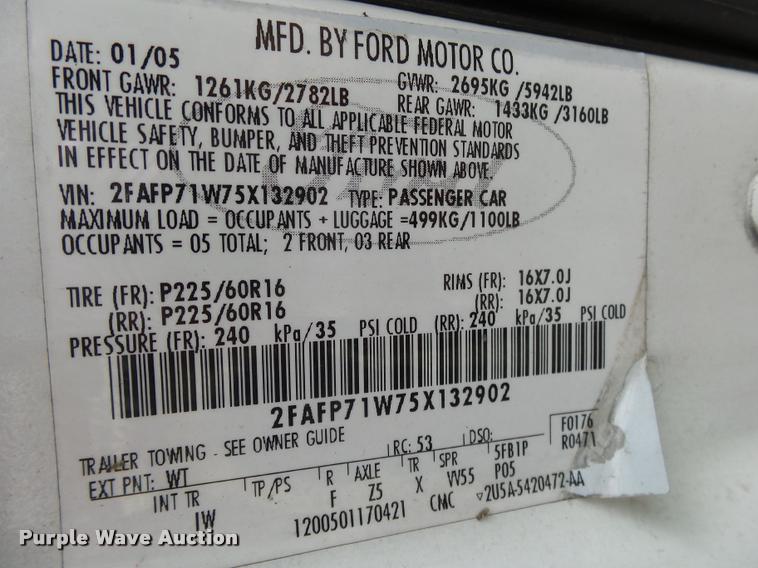 MFD. BY FORD MOTOR CO.
DATE: 01/05
FRONT GAWR: 1261KG/2782LB
GVWR: 2695KG /5942LB
REAR GAWR: 1433KG /3160LB
THIS VEHICLE CONFORMS TO ALL APPLICABLE FEDERAL MOTOR
VEHICLE SAFETY, BUMPER, AND THEFT PREVENTION STANDARDS
IN EFFECT ON THE DATE OF MANUFACTURE SHOWN ABOVE.
VIN: 2FAFP71W75X132902 TYPE: PASSENGER CAR
MAXIMUM LOAD = OCCUPANTS + LUGGAGE =499KG/1100LB
OCCUPANTS = 05 TOTAL; 2 FRONT, 03 REAR
TIRE (FR): P225/60R16 RIMS (FR): 16X7.0J
(RR): P225/60R16 (RR): 16X7.0J
PRESSURE (FR): 240 kPa/35 PSI COLD (RR): 240 kPa/35 PSI COLD
2FAFP71W75X132902
TRAILER TOWING - SEE OWNER GUIDE RC: 53 DSO: F0176
R0471
EXT PNT: WT TP/PS R AXLE TR SPR 5FB1P
INT TR F Z5 X VV55 P05
IW 1200501170421 CMC ▽2U5A-5420472-AA
Purple Wave Auction